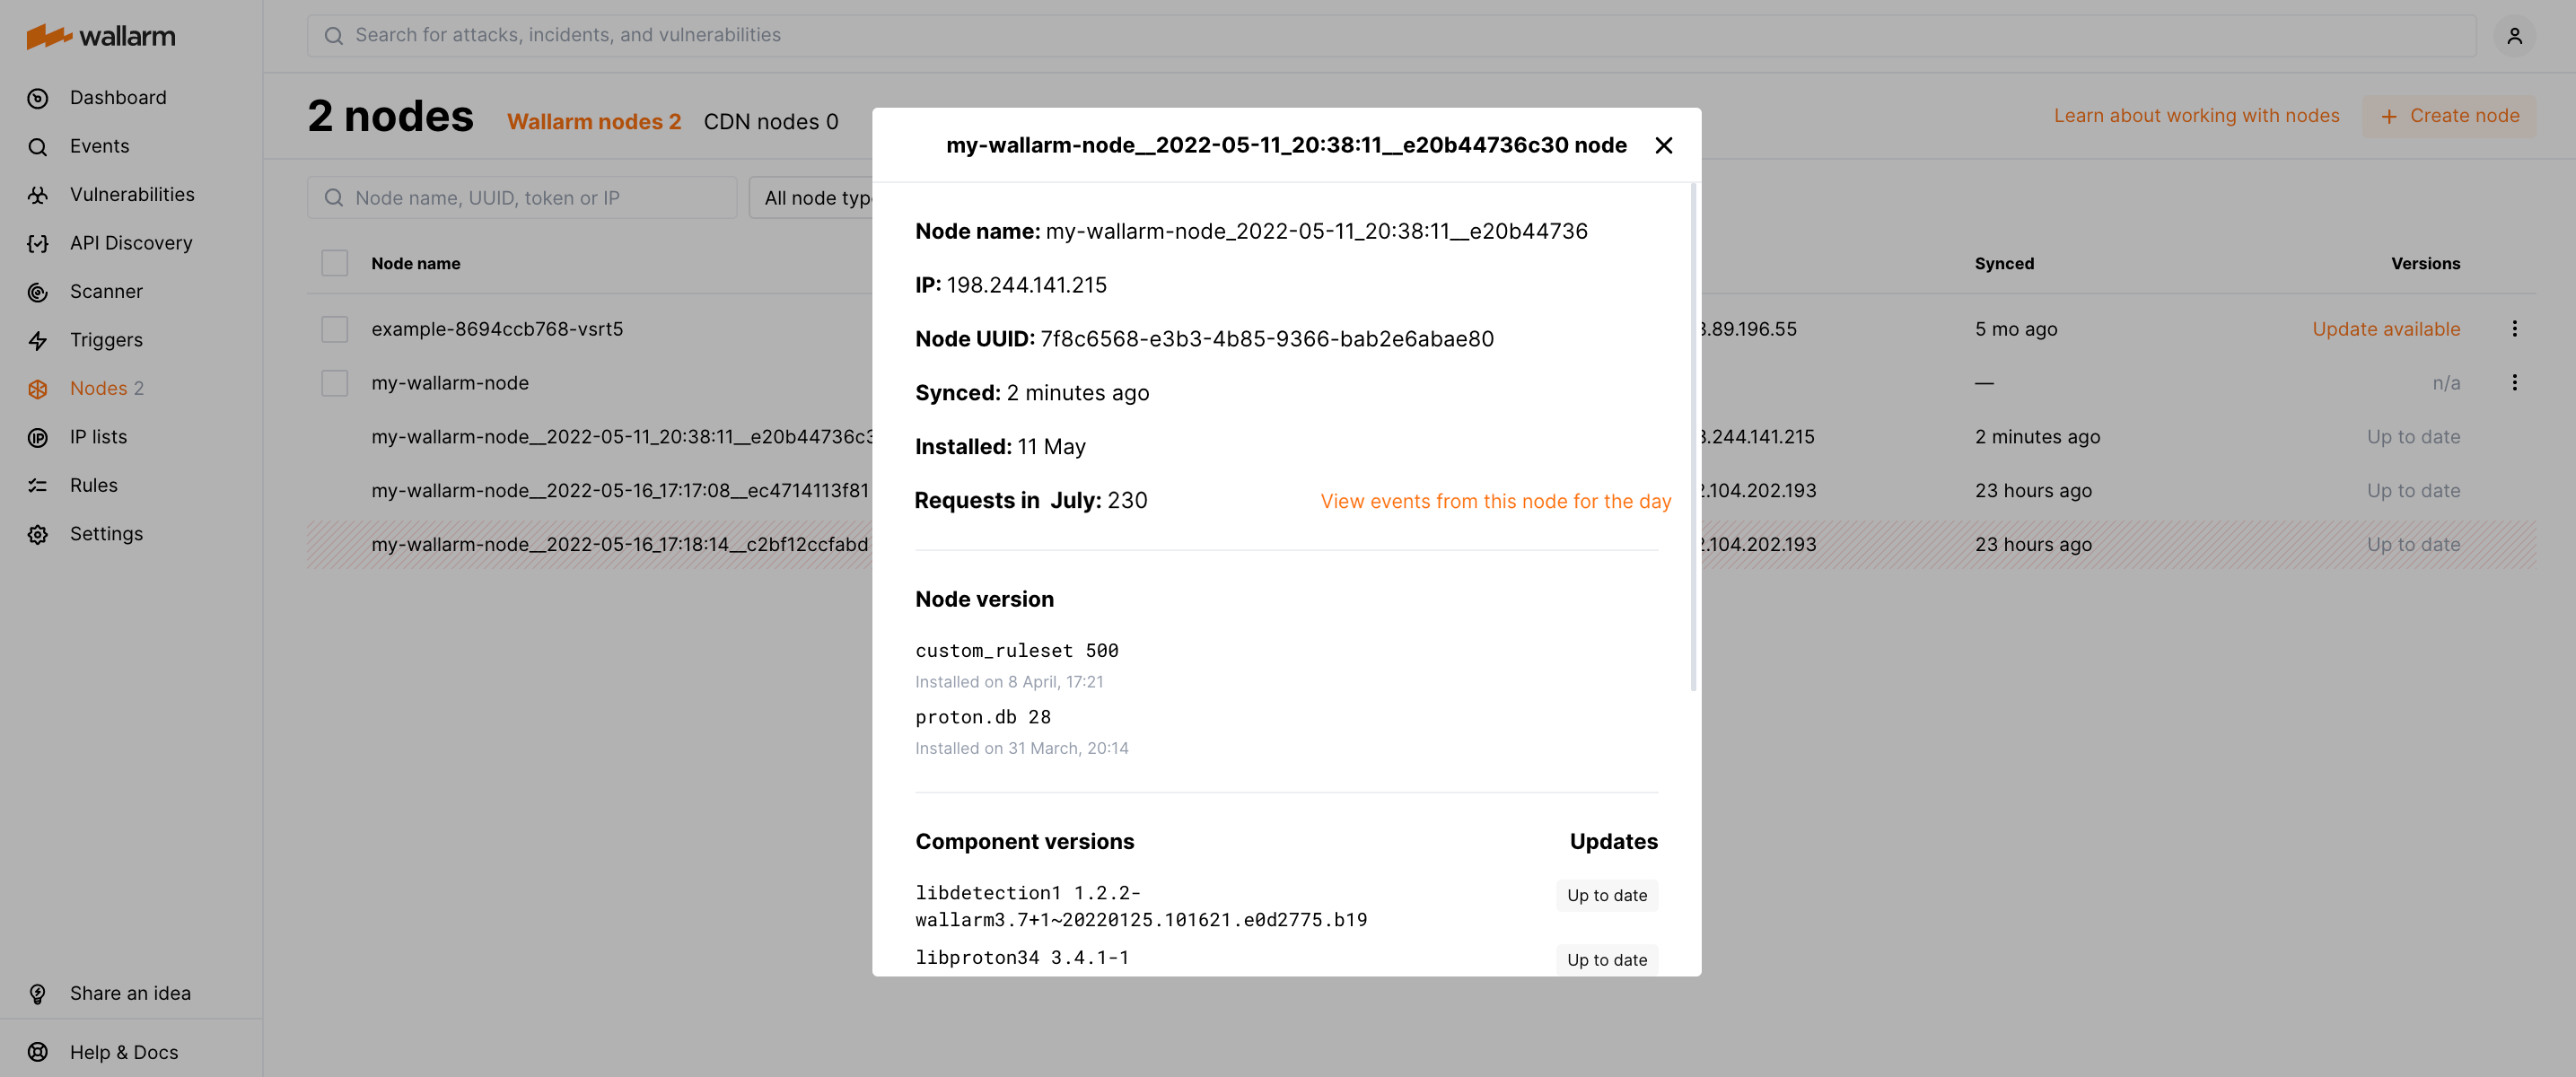 wallarm
Dashboard
Events
Vulnerabilities
API Discovery
Scanner
Triggers
Nodes 2
IP lists
Rules
Settings
Share an idea
Help & Docs
Search for attacks, incidents, and vulnerabilities
2 nodes Wallarm nodes 2 CDN nodes 0
Learn about working with nodes + Create node
Node name, UUID, token or IP
All node
Node name Synced Versions
example-8694ccb768-vsrt5 .89.196.55 5 mo ago Update available
my-wallarm-node — n/a
my-wallarm-node__2022-05-11_20:38:11__e20b44736c3 .244.141.215 2 minutes ago Up to date
my-wallarm-node__2022-05-16_17:17:08__ec4714113f81 .104.202.193 23 hours ago Up to date
my-wallarm-node__2022-05-16_17:18:14__c2bf12ccfabd .104.202.193 23 hours ago Up to date
my-wallarm-node__2022-05-11_20:38:11__e20b44736c30 node
Node name: my-wallarm-node_2022-05-11_20:38:11__e20b44736
IP: 198.244.141.215
Node UUID: 7f8c6568-e3b3-4b85-9366-bab2e6abae80
Synced: 2 minutes ago
Installed: 11 May
Requests in July: 230 View events from this node for the day
Node version
custom_ruleset 500
Installed on 8 April, 17:21
proton.db 28
Installed on 31 March, 20:14
Component versions Updates
libdetection1 1.2.2- Up to date
wallarm3.7+1~20220125.101621.e0d2775.b19
libproton34 3.4.1-1 Up to date